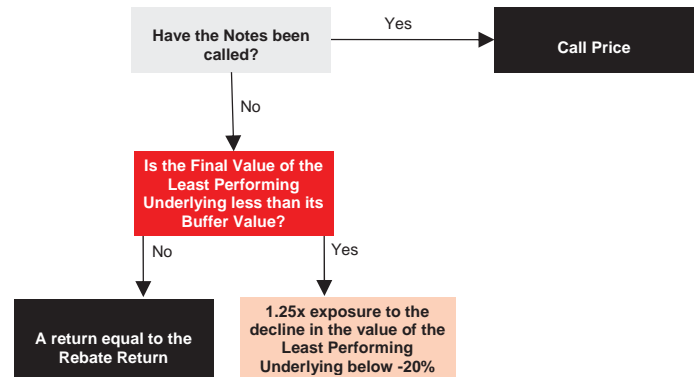 Have the Notes been
called?
Yes
Call Price
No
Is the Final Value of the
Least Performing
Underlying less than its
Buffer Value?
No
Yes
A return equal to the
Rebate Return
1.25x exposure to the
decline in the value of the
Least Performing
Underlying below -20%